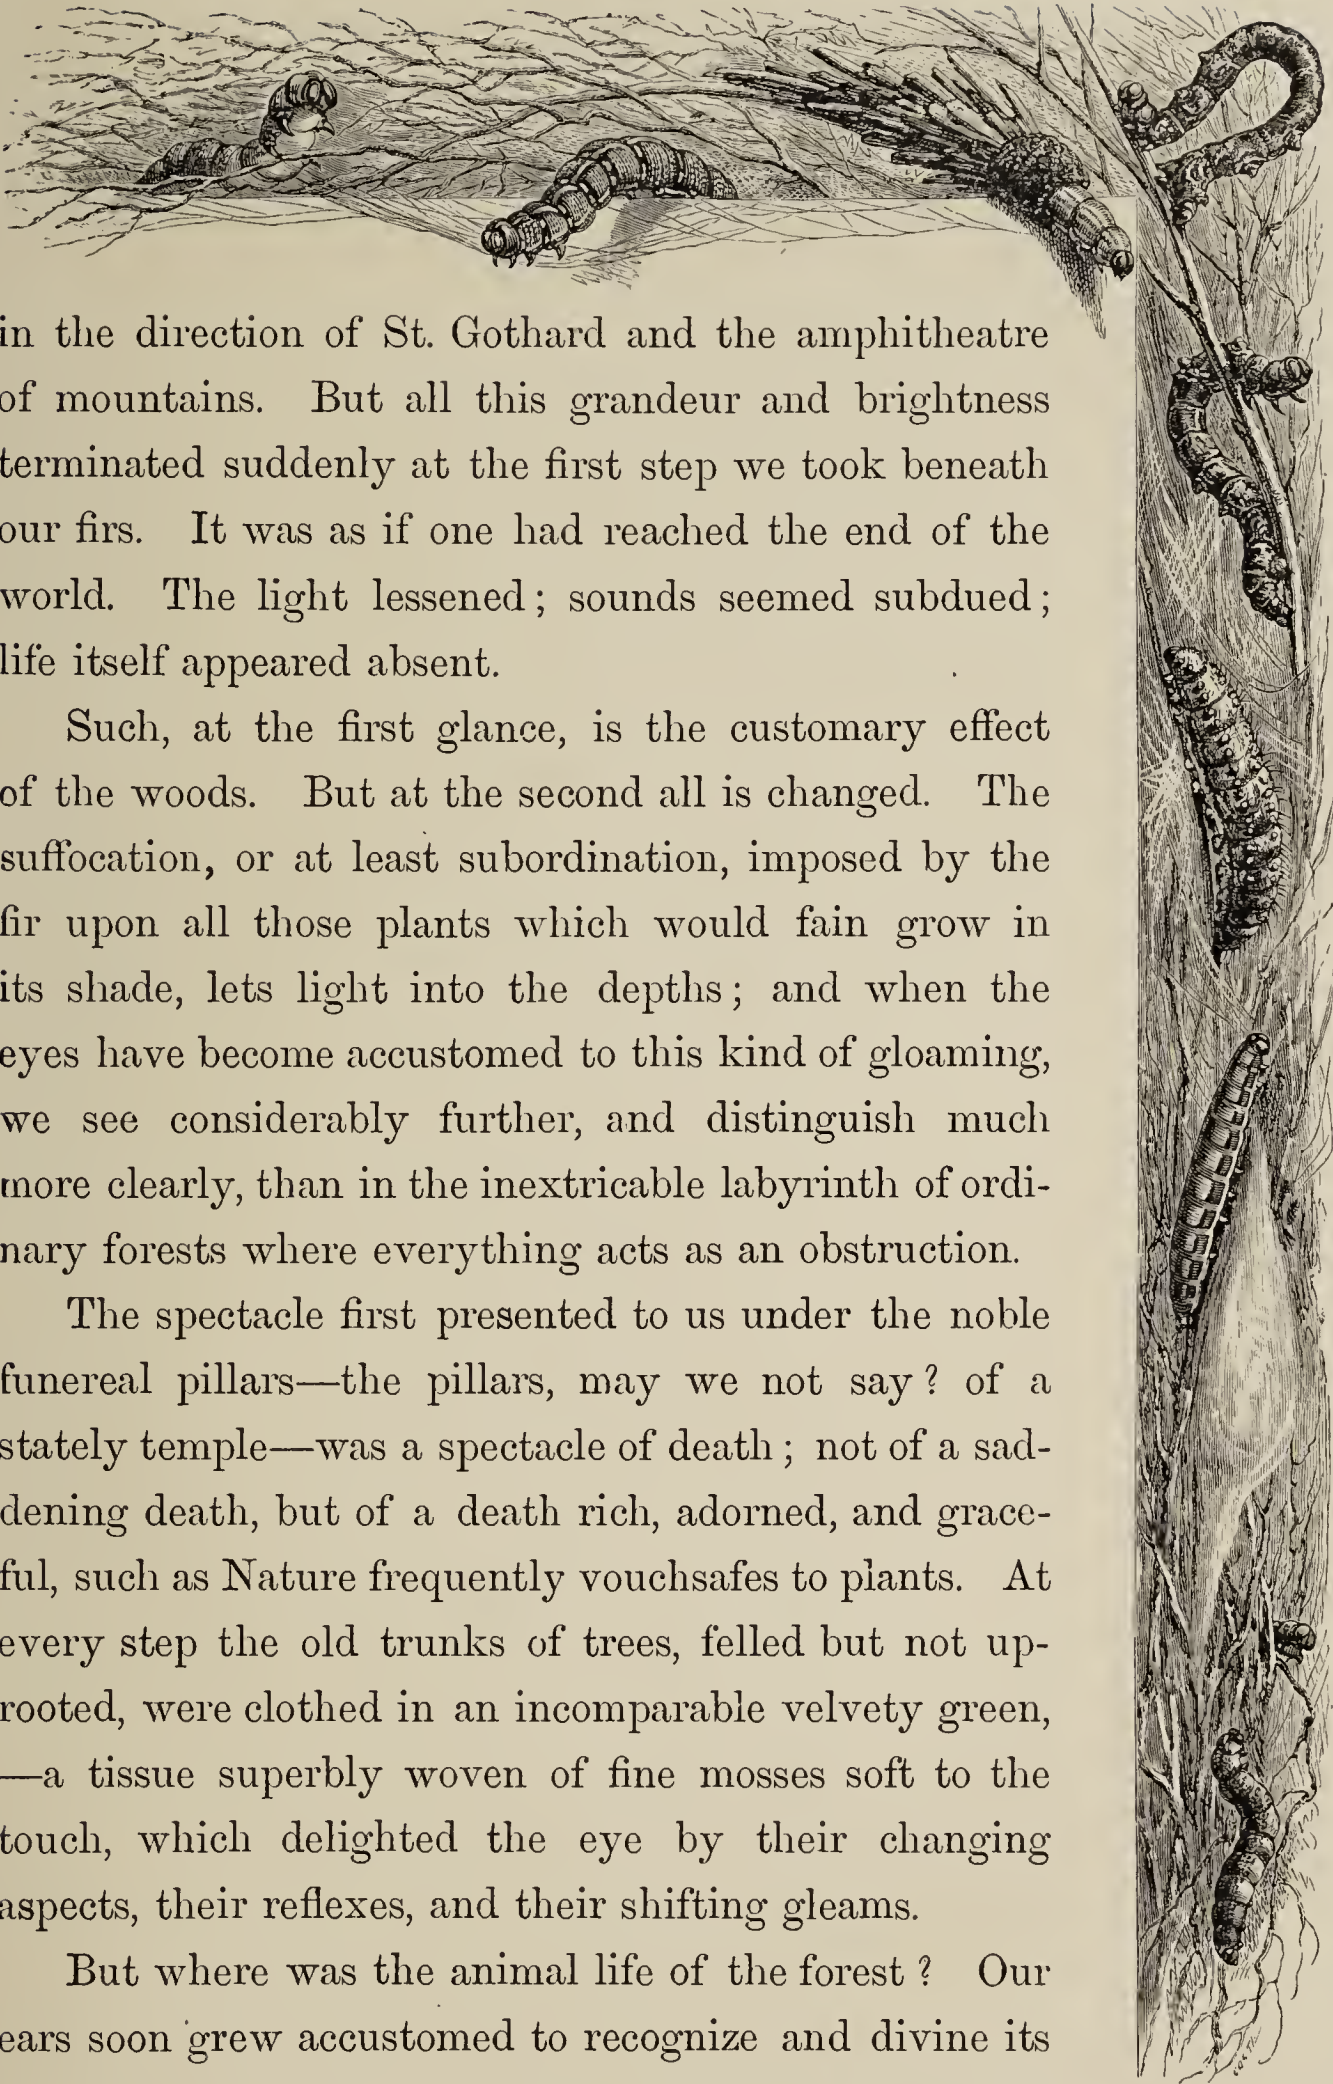 in the direction of St. Gothard and the amphitheatre
of mountains. But all this grandeur and brightness
terminated suddenly at the first step we took beneath
our firs. It was as if one had reached the end of the
world. The light lessened; sounds seemed subdued;
life itself appeared absent.
Such, at the first glance, is the customary effect
of the woods. But at the second all is changed. The
suffocation, or at least subordination, imposed by the
fir upon all those plants which would fain grow in
its shade, lets light into the depths; and when the
eyes have become accustomed to this kind of gloaming,
we see considerably further, and distinguish much
more clearly, than in the inextricable labyrinth of ordi-
nary forests where everything acts as an obstruction.
The spectacle first presented to us under the noble
funereal pillars—the pillars, may we not say? of a
stately temple—was a spectacle of death; not of a sad-
dening death, but of a death rich, adorned, and grace-
ful, such as Nature frequently vouchsafes to plants. At
every step the old trunks of trees, felled but not up-
rooted, were clothed in an incomparable velvety green,
—a tissue superbly woven of fine mosses soft to the
touch, which delighted the eye by their changing
aspects, their reflexes, and their shifting gleams.
But where was the animal life of the forest? Our
ears soon grew accustomed to recognize and divine its